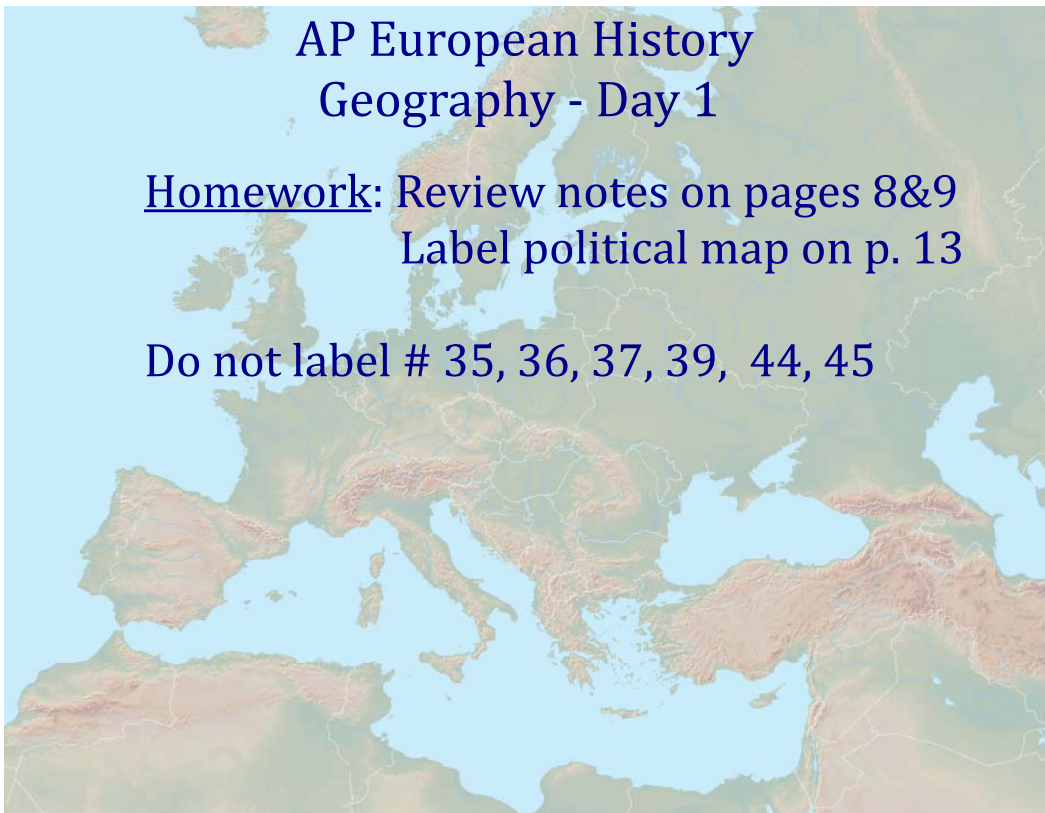 AP European History
Geography - Day 1
Homework: Review notes on pages 8&9
Label political map on p. 13
Do not label # 35, 36, 37, 39, 44, 45